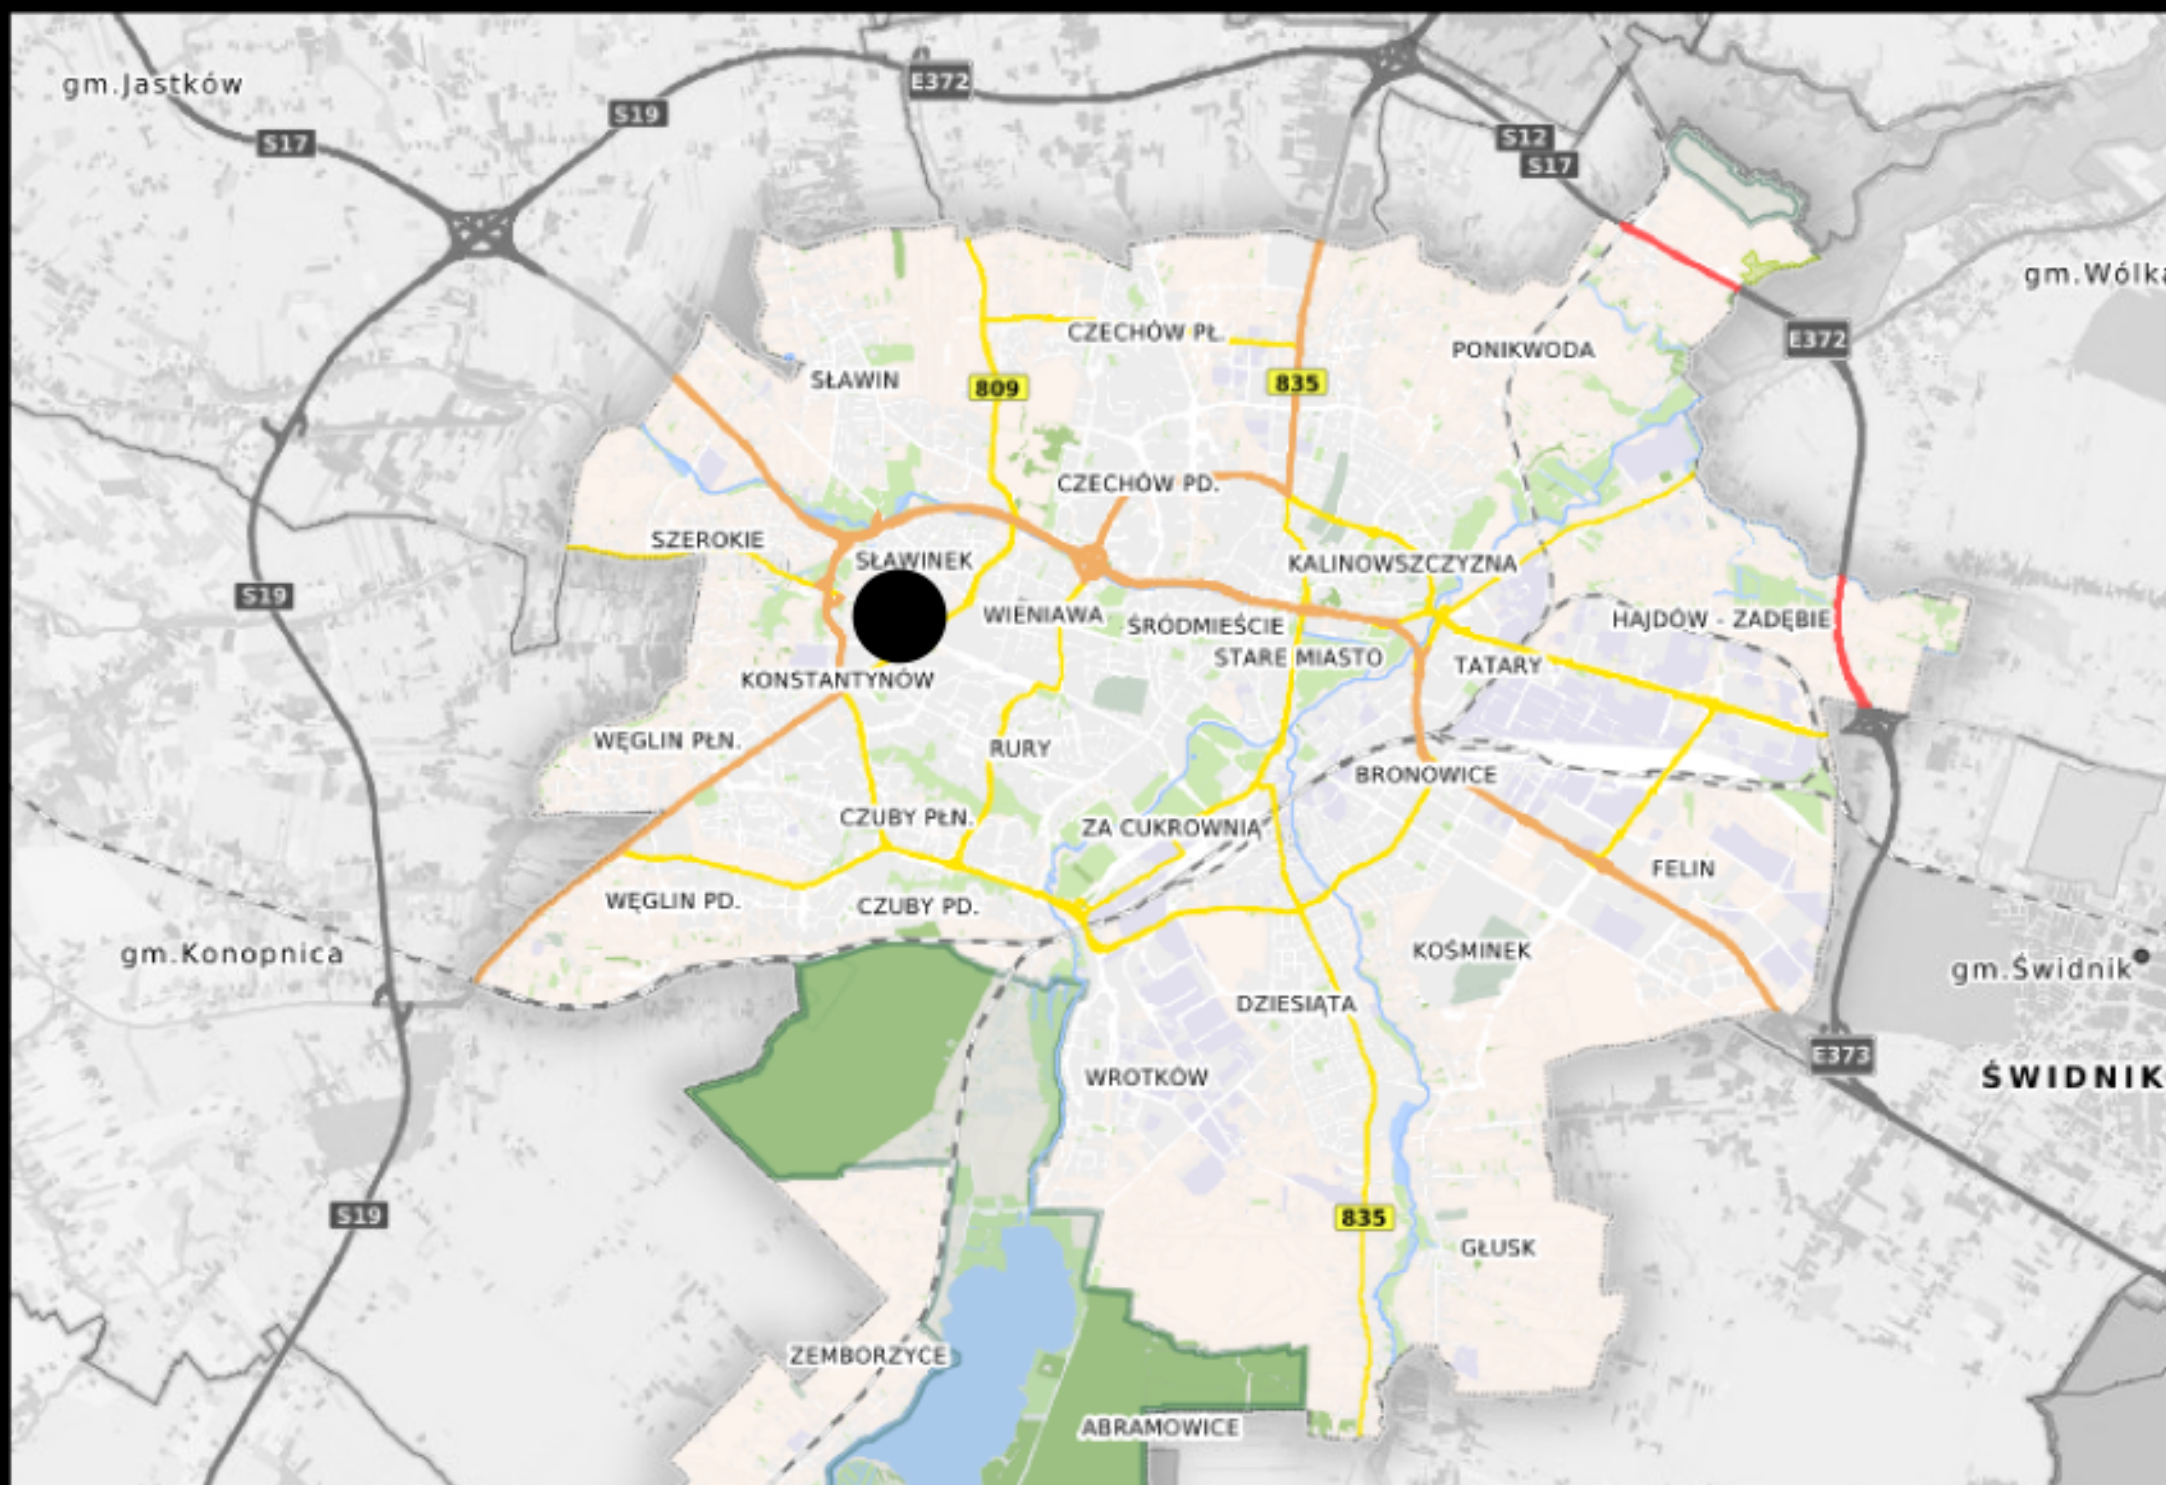 gm.Jastków
E372
S19
S17
S12
S17
gm.Wólka
E372
CZECHÓW PŁ.
PONIKWODA
SŁAWIN
809
835
CZECHÓW PD.
SZEROKIE
SŁAWINEK
KALINOWSZCZYZNA
S19
WIENIAWA
ŚRÓDMIEŚCIE
HAJDÓW - ZADĘBIE
STARE MIASTO
TATARY
KONSTANTYNÓW
WĘGLIN PŁN.
RURY
BRONOWICE
CZUBY PŁN.
ZA CUKROWNIĄ
FELIN
WĘGLIN PD.
CZUBY PD.
gm.Konopnica
KOŚMINEK
gm.Świdnik
DZIESIĄTA
E373
WROTKÓW
ŚWIDNIK
S19
835
GŁUSK
ZEMBORZYCE
ABRAMOWICE